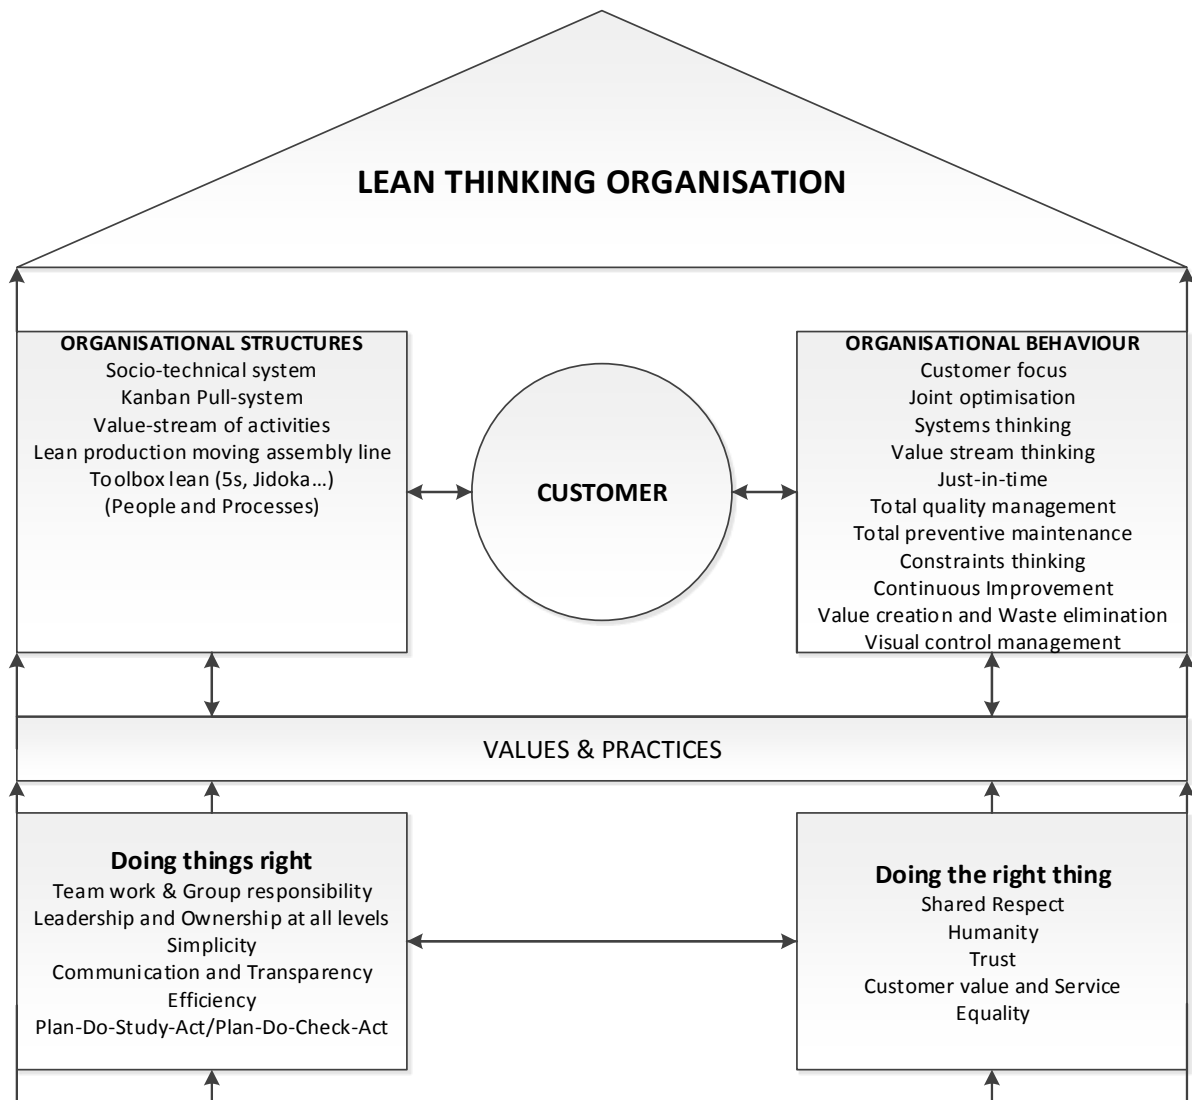 LEAN THINKING ORGANISATION
ORGANISATIONAL STRUCTURES
Socio-technical system
Kanban Pull-system
Value-stream of activities
Lean production moving assembly line
Toolbox lean (5s, Jidoka...)
(People and Processes)
CUSTOMER
ORGANISATIONAL BEHAVIOUR
Customer focus
Joint optimisation
Systems thinking
Value stream thinking
Just-in-time
Total quality management
Total preventive maintenance
Constraints thinking
Continuous Improvement
Value creation and Waste elimination
Visual control management
VALUES & PRACTICES
Doing things right
Team work & Group responsibility
Leadership and Ownership at all levels
Simplicity
Communication and Transparency
Efficiency
Plan-Do-Study-Act/Plan-Do-Check-Act
Doing the right thing
Shared Respect
Humanity
Trust
Customer value and Service
Equality